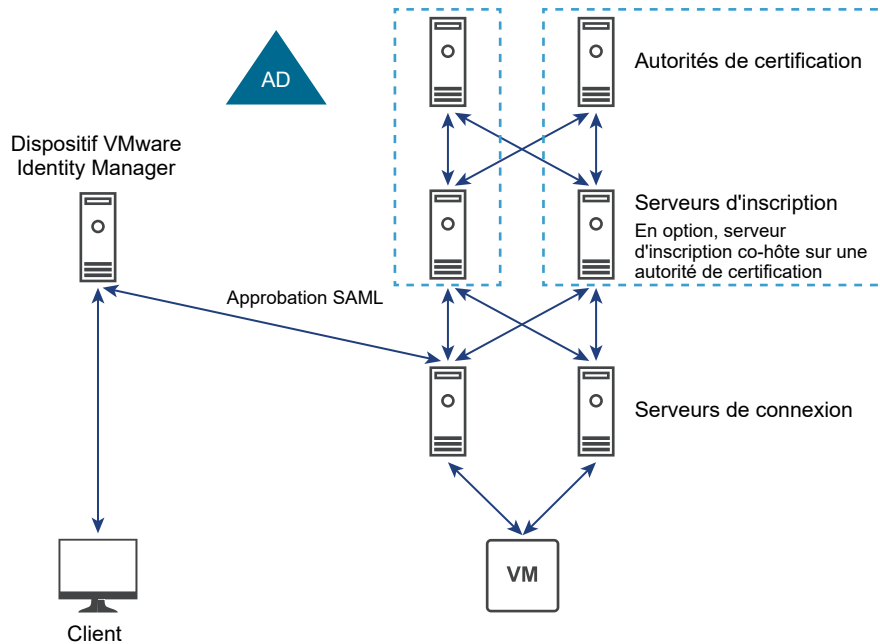 AD
Autorités de certification
Dispositif VMware
Identity Manager
Serveurs d'inscription
En option, serveur
d'inscription co-hôte sur une
autorité de certification
Approbation SAML
Serveurs de connexion
VM
Client